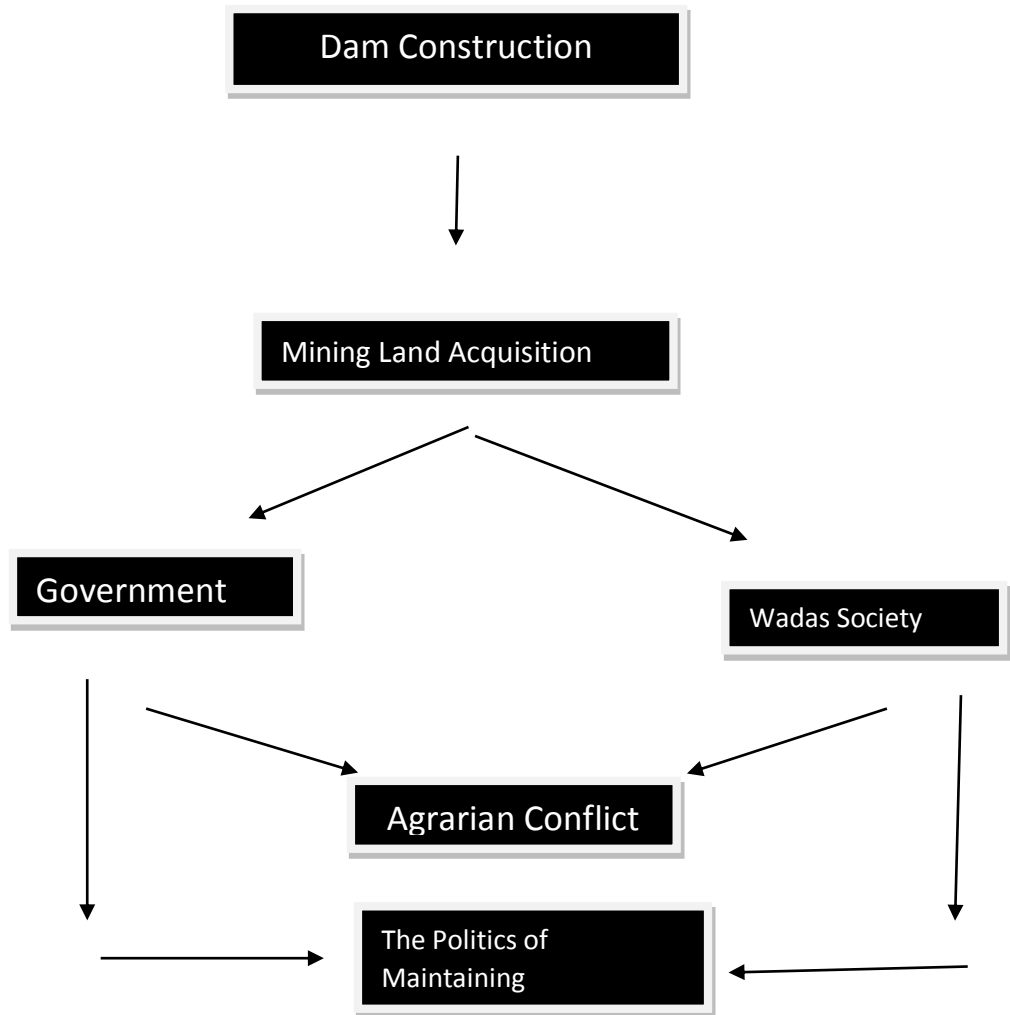 Dam Construction
Mining Land Acquisition
Government
Wadas Society
Agrarian Conflict
The Politics of
Maintaining